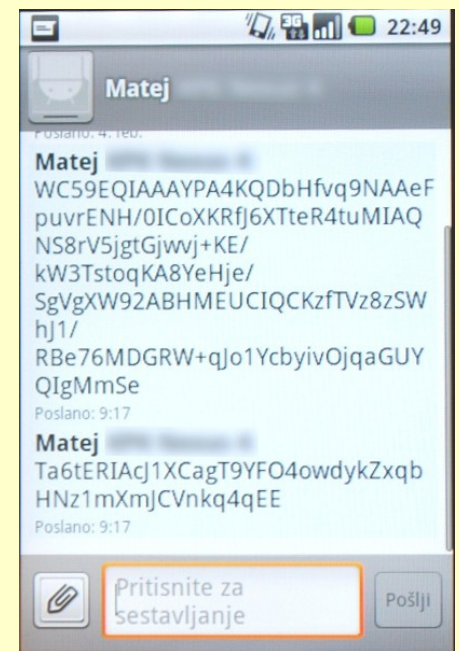 3G
22:49
Matej
Poslano: 4. feb.
Matej
WC59EQIAAAYPA4KQDbHfvq9NAAeF
puvrENH/0ICoXKRfJ6XTteR4tuMIAQ
NS8rV5jgtGjwvj+KE/
kW3TstoqKA8YeHje/
SgVgXW92ABHMEUCIQCKzfTVz8zSW
hJ1/
RBe76MDGRW+qJo1YcbyivOjqaGUY
QIgMmSe
Poslano: 9:17
Matej
Ta6tERIAcJ1XCagT9YFO4owdykZxqb
HNz1mXmJCVnkq4qEE
Poslano: 9:17
Pritisnite za
sestavljanje
Pošlji